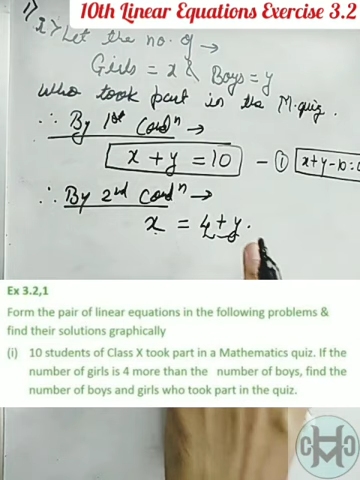 10th Linear Equations Exercise 3.2
1) i> Let the no. of →
Girls = x & Boys = y
who took part in the M.quiz.
∴ By 1st Condⁿ →
x + y = 10 — (i) x+y-10=0
∴ By 2nd Condⁿ →
x = 4 + y.
Ex 3.2,1
Form the pair of linear equations in the following problems &
find their solutions graphically
(i) 10 students of Class X took part in a Mathematics quiz. If the
number of girls is 4 more than the number of boys, find the
number of boys and girls who took part in the quiz.